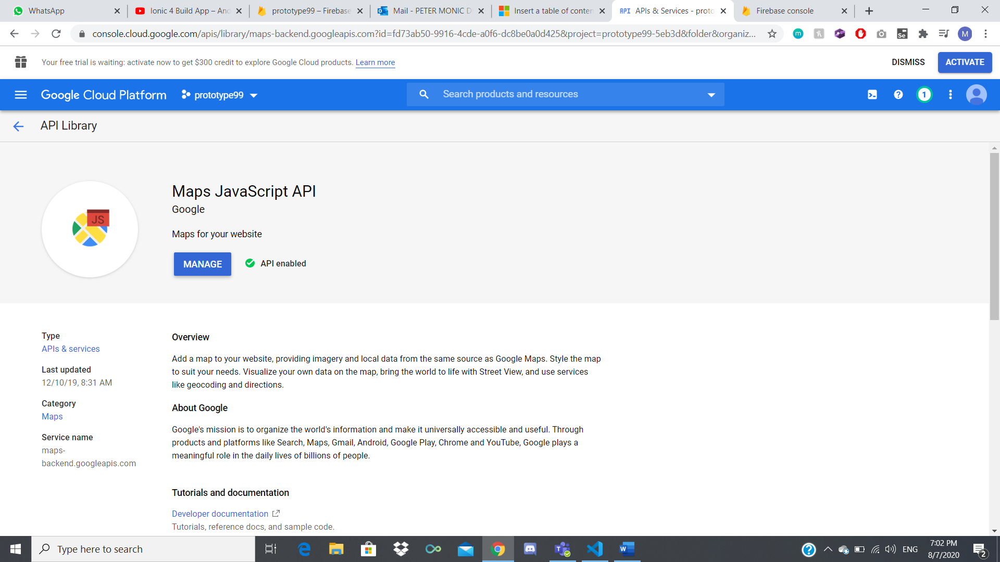 WhatsApp
Ionic 4 Build App – And
prototype99 – Firebase
Mail - PETER MONIC D
Insert a table of conten
API APIs & Services - proto
Firebase console
console.cloud.google.com/apis/library/maps-backend.googleapis.com?id=fd73ab50-9916-4cde-a0f6-dc8be0a0d425&project=prototype99-5eb3d&folder&organiz...
m
h
Se
M
Your free trial is waiting: activate now to get $300 credit to explore Google Cloud products. Learn more
DISMISS
ACTIVATE
Google Cloud Platform
prototype99
Search products and resources
?
1
API Library
JS
Maps JavaScript API
Google
Maps for your website
MANAGE
API enabled
Type
APIs & services
Last updated
12/10/19, 8:31 AM
Category
Maps
Service name
maps-
backend.googleapis.com
Overview
Add a map to your website, providing imagery and local data from the same source as Google Maps. Style the map
to suit your needs. Visualize your own data on the map, bring the world to life with Street View, and use services
like geocoding and directions.
About Google
Google's mission is to organize the world's information and make it universally accessible and useful. Through
products and platforms like Search, Maps, Gmail, Android, Google Play, Chrome and YouTube, Google plays a
meaningful role in the daily lives of billions of people.
Tutorials and documentation
Developer documentation
Tutorials, reference docs, and sample code.
Type here to search
?
ENG
7:02 PM
8/7/2020
2